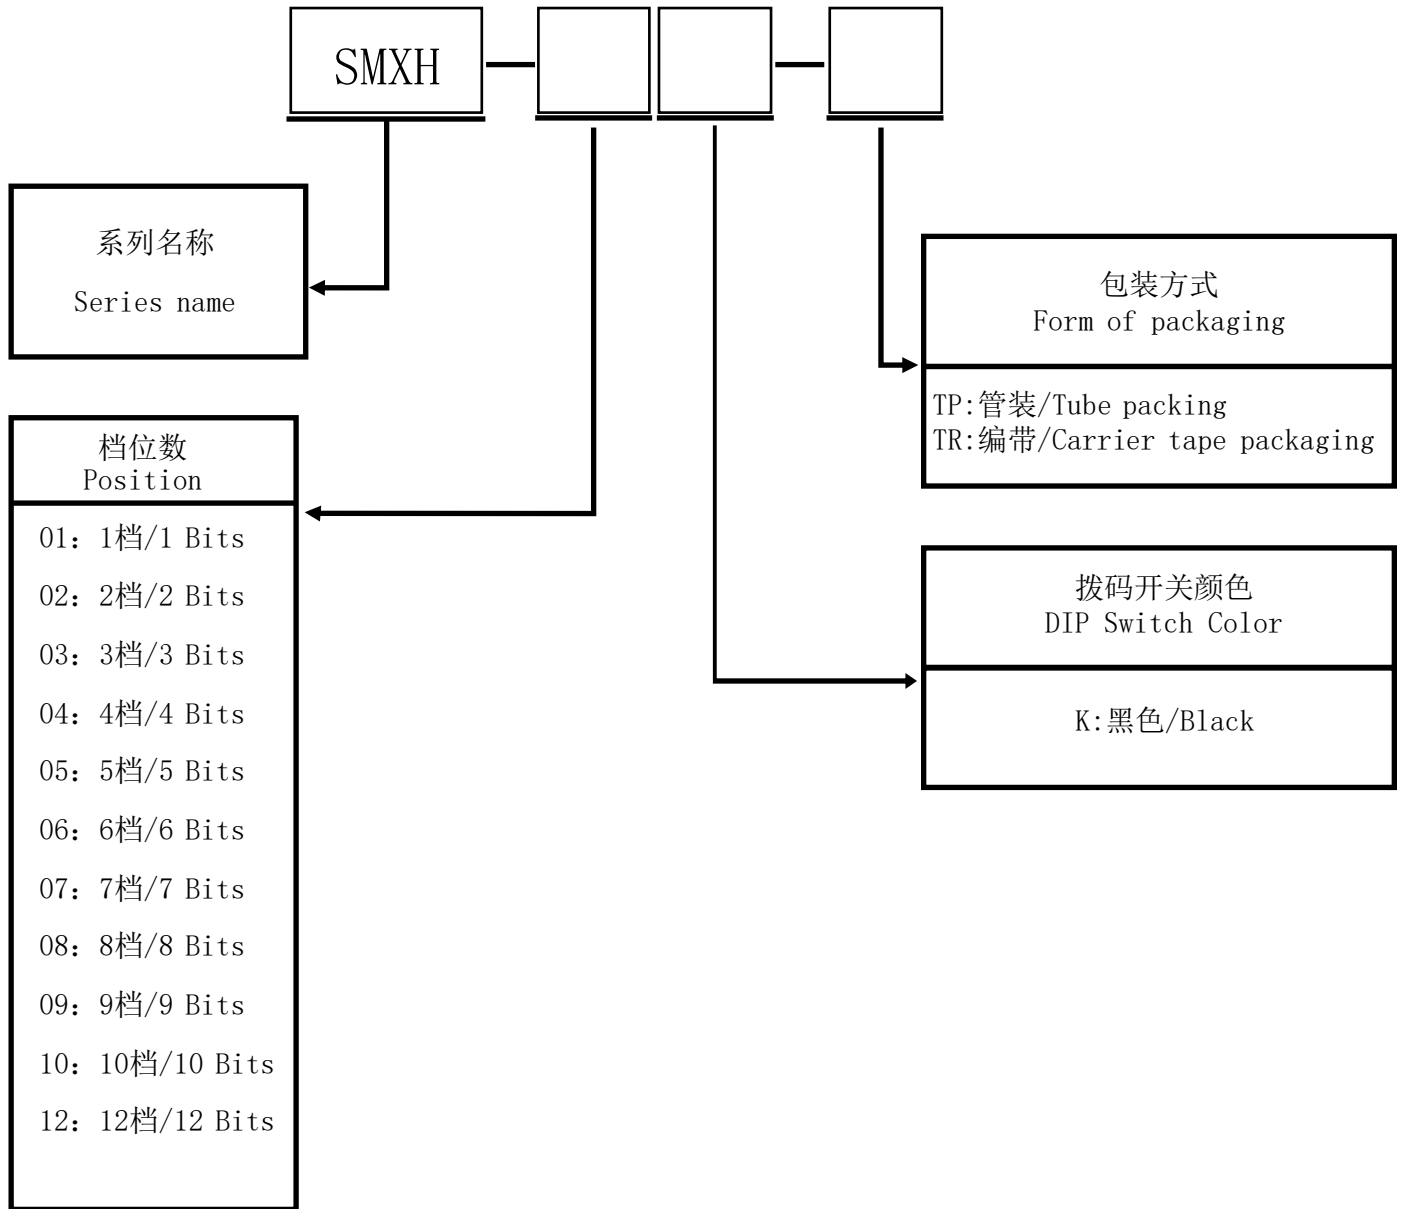 SMXH
系列名称
Series name
包装方式
Form of packaging
TP:管装/Tube packing
TR:编带/Carrier tape packaging
档位数
Position
01：1档/1 Bits
02：2档/2 Bits
03：3档/3 Bits
04：4档/4 Bits
05：5档/5 Bits
06：6档/6 Bits
07：7档/7 Bits
08：8档/8 Bits
09：9档/9 Bits
10：10档/10 Bits
12：12档/12 Bits
拨码开关颜色
DIP Switch Color
K:黑色/Black